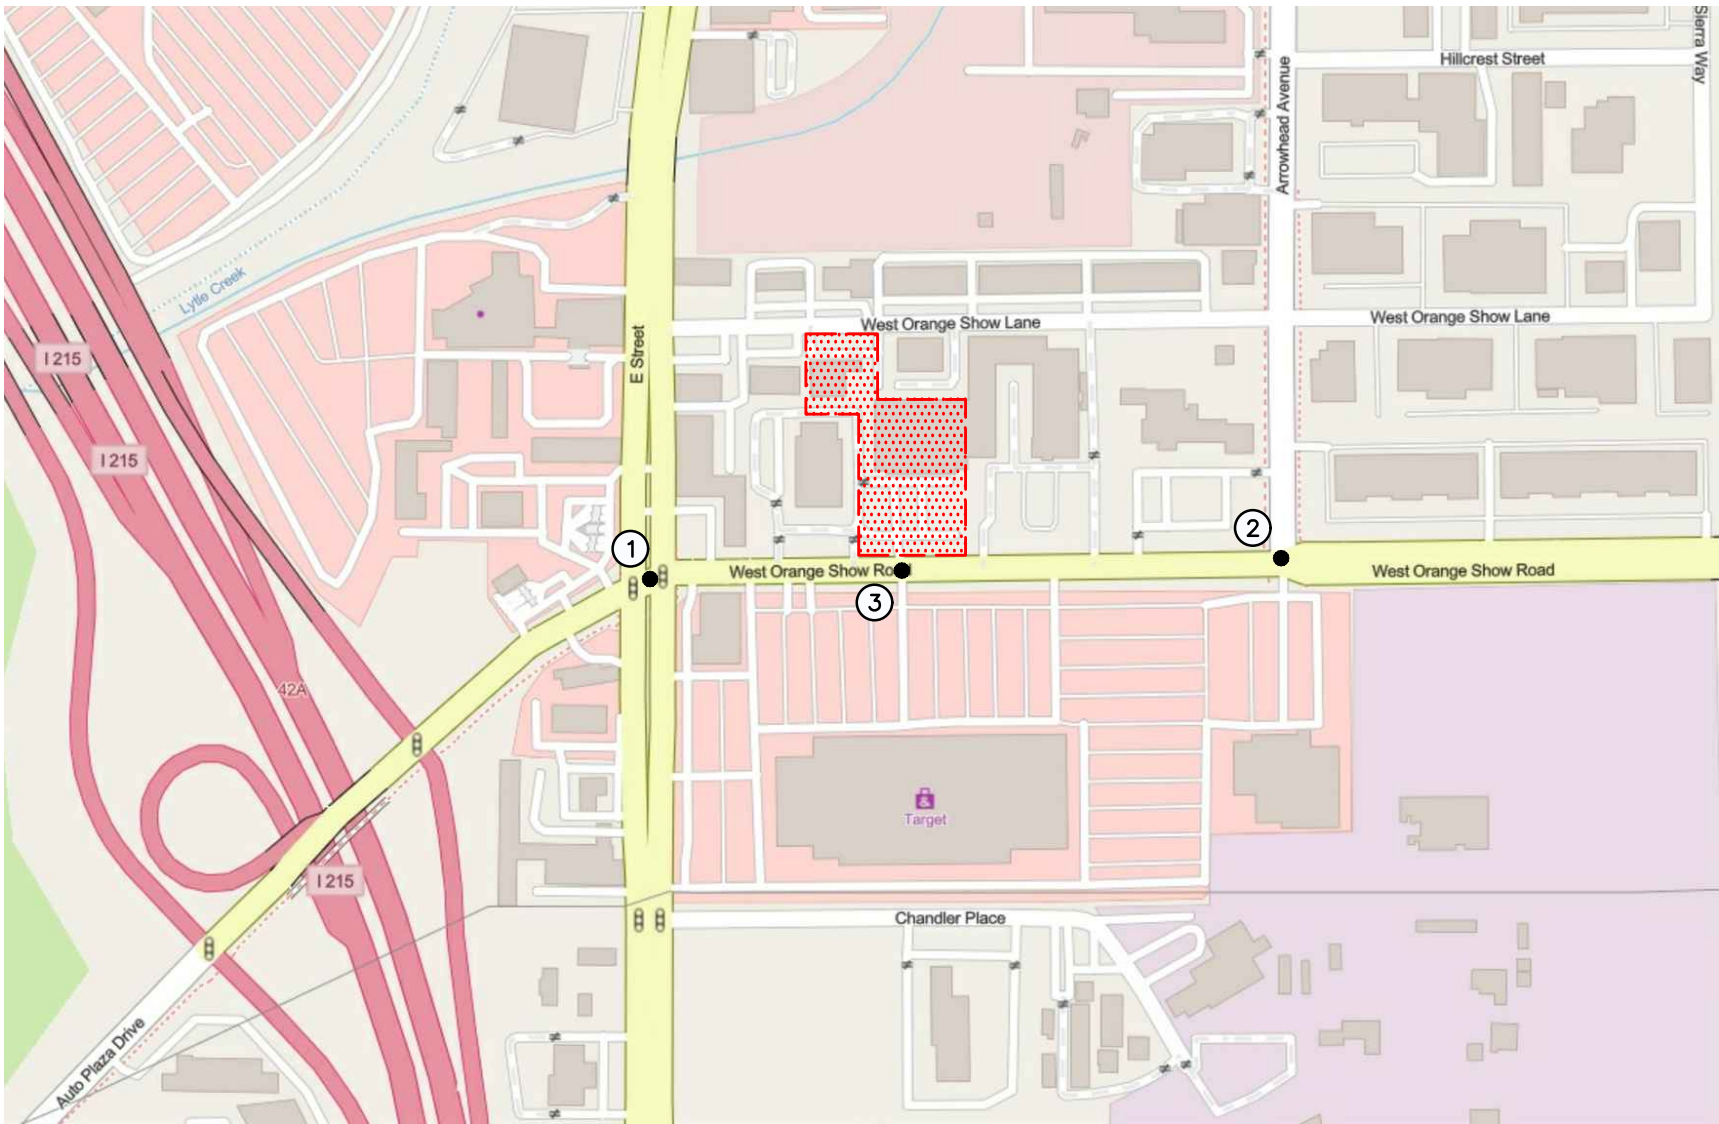 Hillcrest Street
Sierra Way
Arrowhead Avenue
Lytle Creek
West Orange Show Lane
West Orange Show Lane
E Street
I 215
I 215
2
1
West Orange Show Road
West Orange Show Road
3
42A
Target
I 215
Chandler Place
Auto Plaza Drive